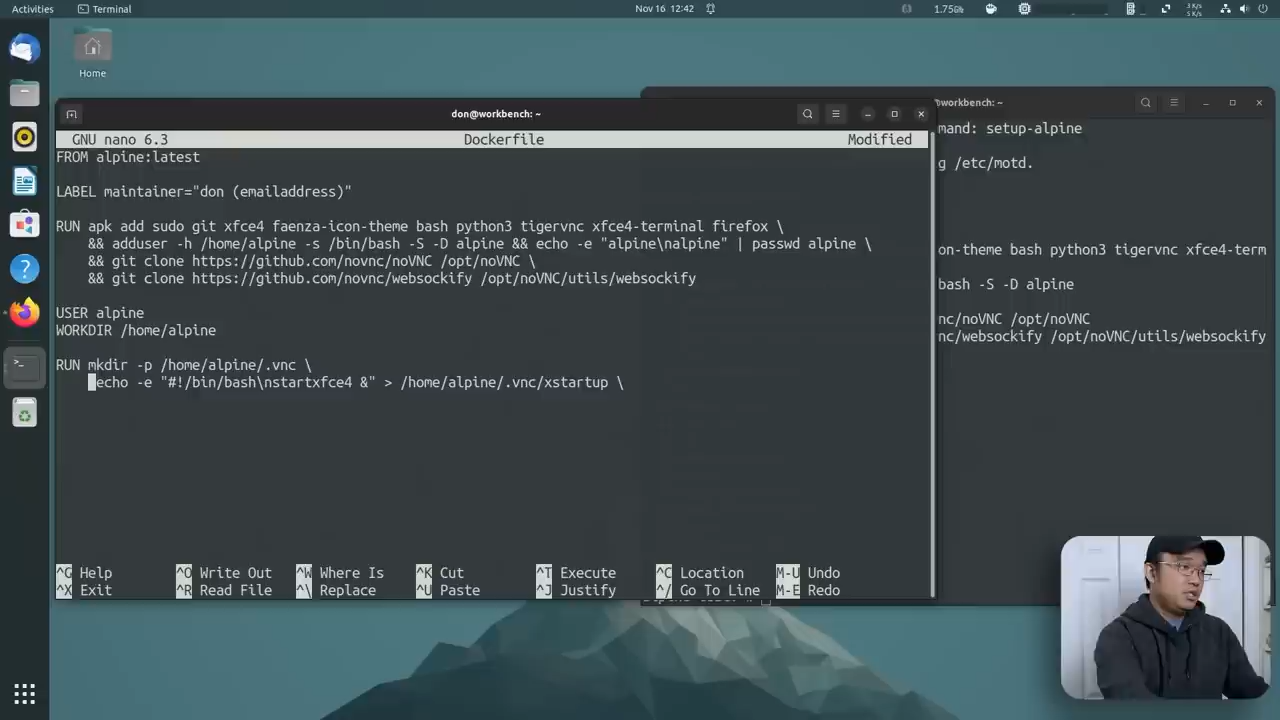 Activities
Terminal
Nov 16 12:42
1.75GHz
3 K/s
5 K/s
Home
don@workbench: ~
@workbench: ~
GNU nano 6.3 Dockerfile Modified
FROM alpine:latest
LABEL maintainer="don (emailaddress)"
RUN apk add sudo git xfce4 faenza-icon-theme bash python3 tigervnc xfce4-terminal firefox \
&& adduser -h /home/alpine -s /bin/bash -S -D alpine && echo -e "alpine\nalpine" | passwd alpine \
&& git clone https://github.com/novnc/noVNC /opt/noVNC \
&& git clone https://github.com/novnc/websockify /opt/noVNC/utils/websockify
USER alpine
WORKDIR /home/alpine
RUN mkdir -p /home/alpine/.vnc \
echo -e "#!/bin/bash\nstartxfce4 &" > /home/alpine/.vnc/xstartup \
^G Help ^O Write Out ^W Where Is ^K Cut ^T Execute ^C Location M-U Undo
^X Exit ^R Read File ^\ Replace ^U Paste ^J Justify ^/ Go To Line M-E Redo
mand: setup-alpine
g /etc/motd.
on-theme bash python3 tigervnc xfce4-term
bash -S -D alpine
nc/noVNC /opt/noVNC
nc/websockify /opt/noVNC/utils/websockify